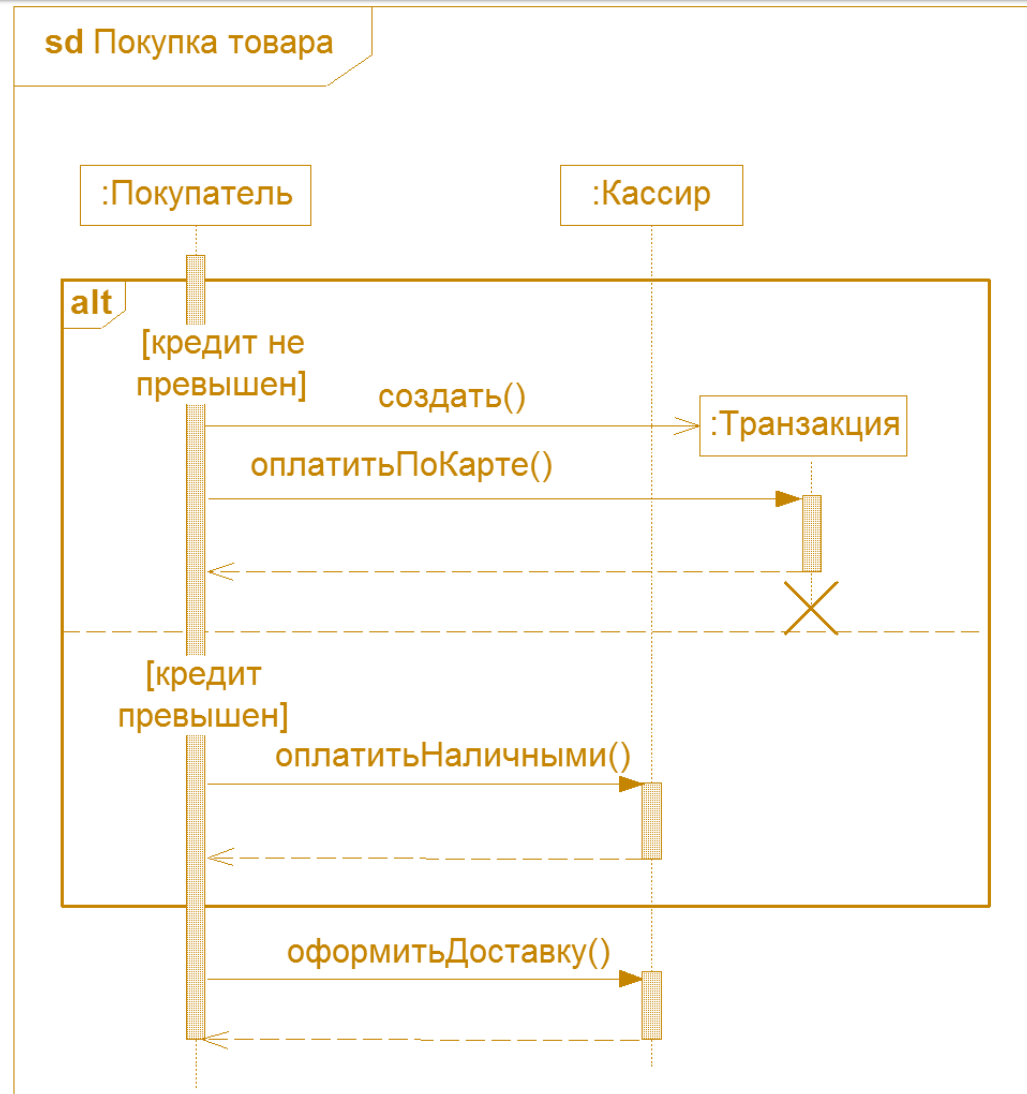 sd Покупка товара
:Покупатель
:Кассир
alt
[кредит не
превышен]
создать()
:Транзакция
оплатитьПоКарте()
[кредит
превышен]
оплатитьНаличными()
оформитьДоставку()